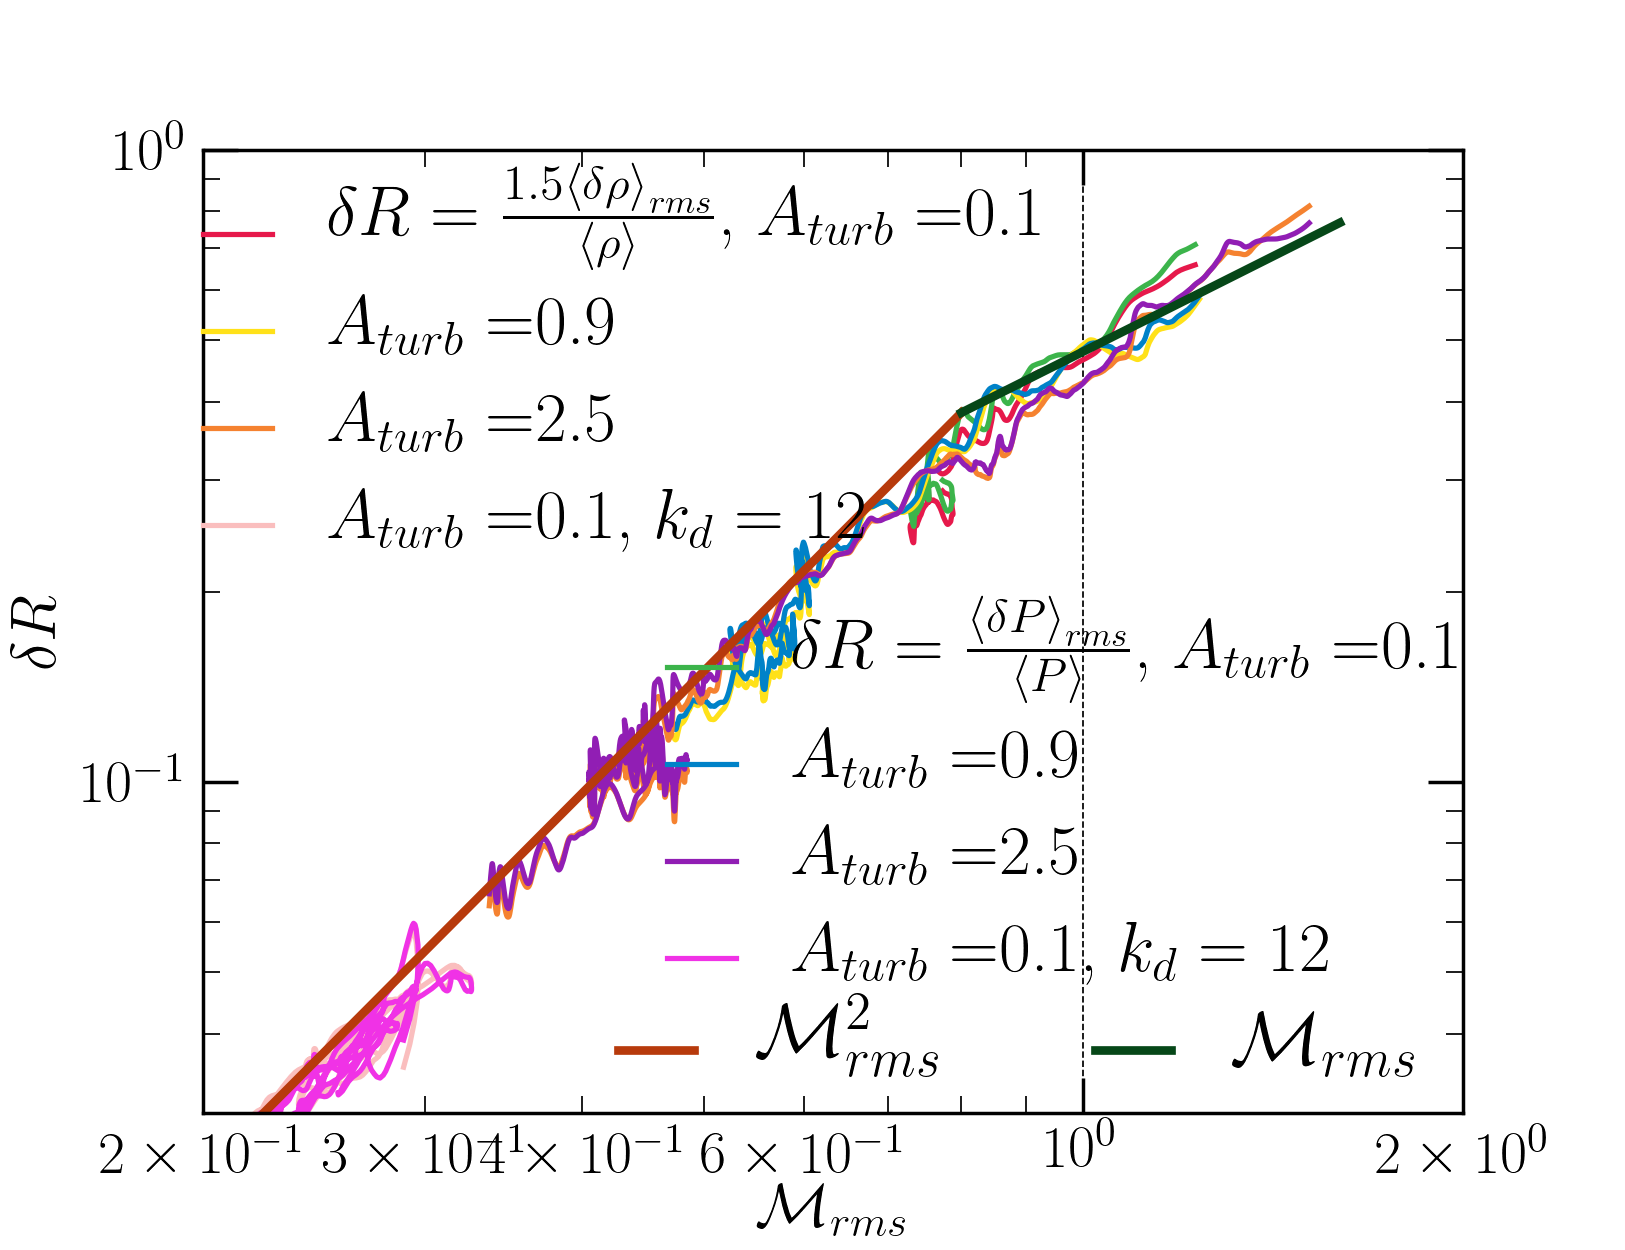 10^0
δR = 1.5⟨δρ⟩_rms/⟨ρ⟩, A_turb =0.1
A_turb =0.9
A_turb =2.5
A_turb =0.1, k_d = 12
δR
δR = ⟨δP⟩_rms/⟨P⟩, A_turb =0.1
A_turb =0.9
10^−1
A_turb =2.5
A_turb =0.1, k_d = 12
ℳ^2_rms ℳ_rms
2 × 10^−1 3 × 10^−1 4 × 10^−1 6 × 10^−1 10^0 2 × 10^0
ℳ_rms